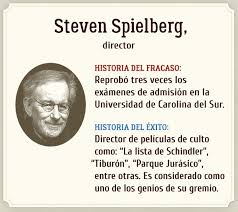 Steven Spielberg,
director
HISTORIA DEL FRACASO:
Reprobó tres veces los
exámenes de admisión en la
Universidad de Carolina del Sur.
HISTORIA DEL ÉXITO:
Director de películas de culto
como: “La lista de Schindler”,
"Tiburón”, “Parque Jurásico”,
entre otras. Es considerado como
uno de los genios de su gremio.